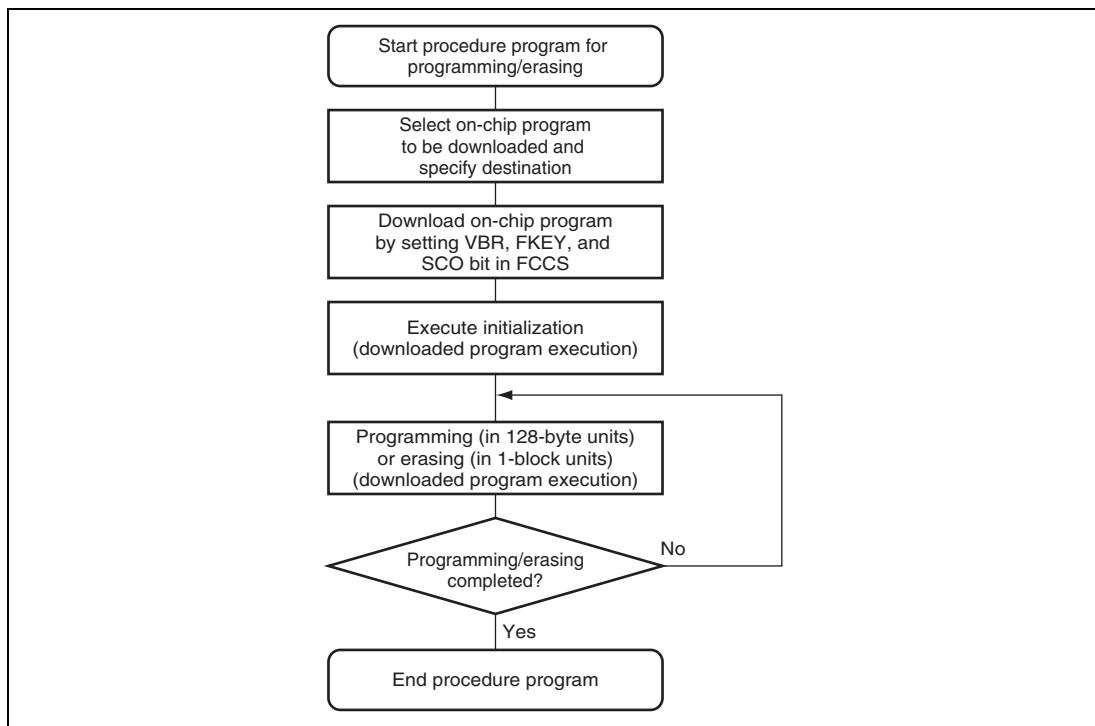 Start procedure program for
programming/erasing
Select on-chip program
to be downloaded and
specify destination
Download on-chip program
by setting VBR, FKEY, and
SCO bit in FCCS
Execute initialization
(downloaded program execution)
Programming (in 128-byte units)
or erasing (in 1-block units)
(downloaded program execution)
Programming/erasing
completed?
No
Yes
End procedure program